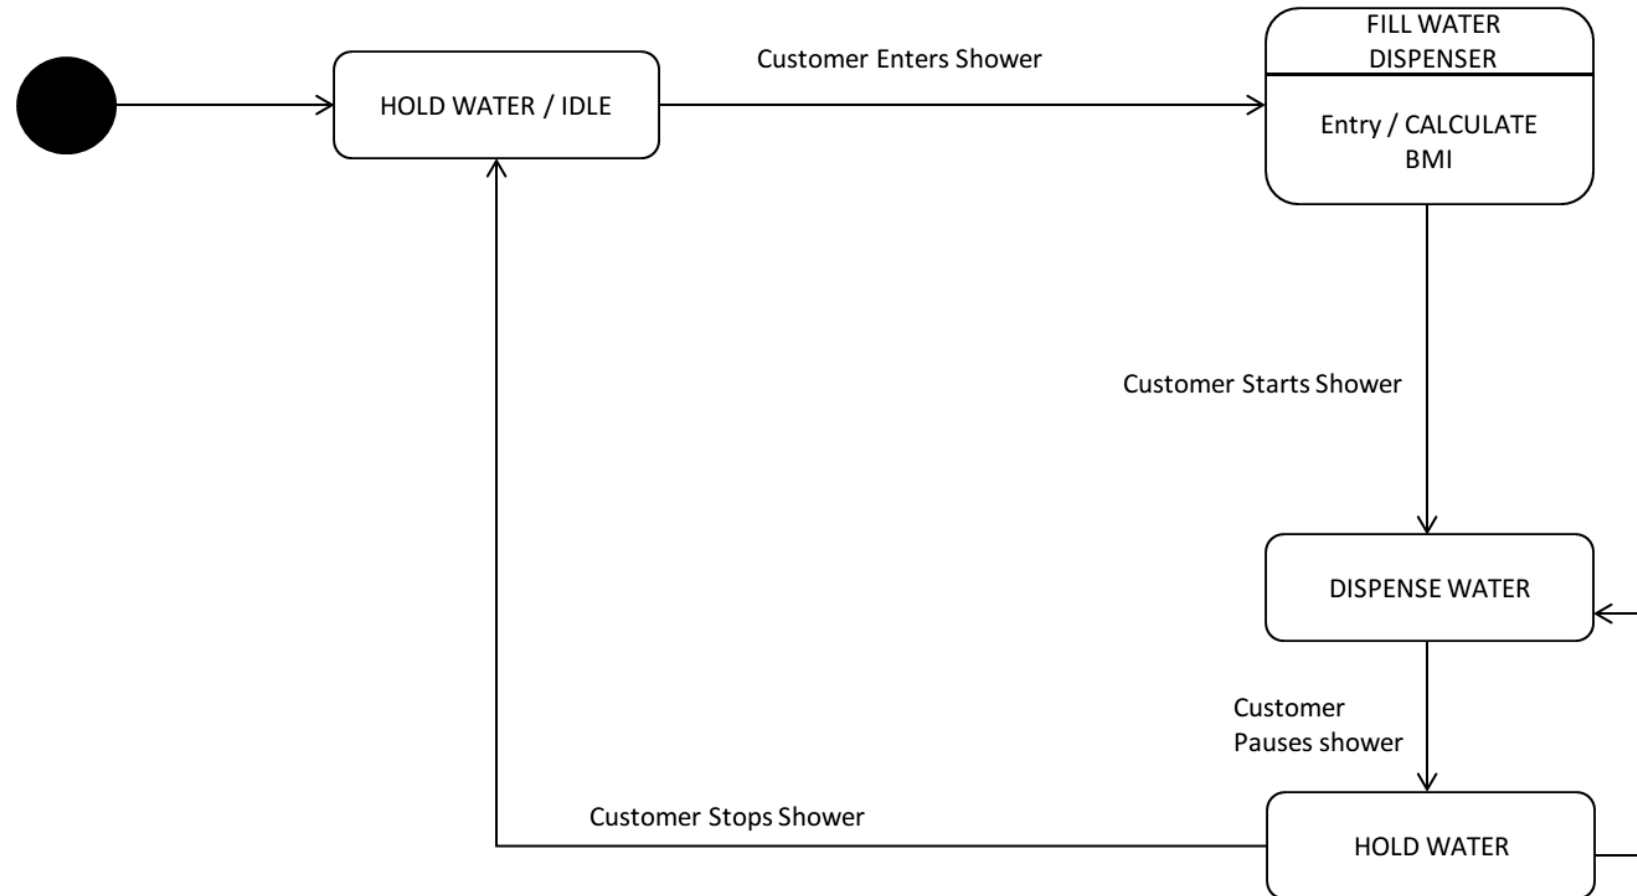 FILL WATER
DISPENSER
Customer Enters Shower
HOLD WATER / IDLE
Entry / CALCULATE
BMI
Customer Starts Shower
DISPENSE WATER
Customer
Pauses shower
Customer Stops Shower
HOLD WATER